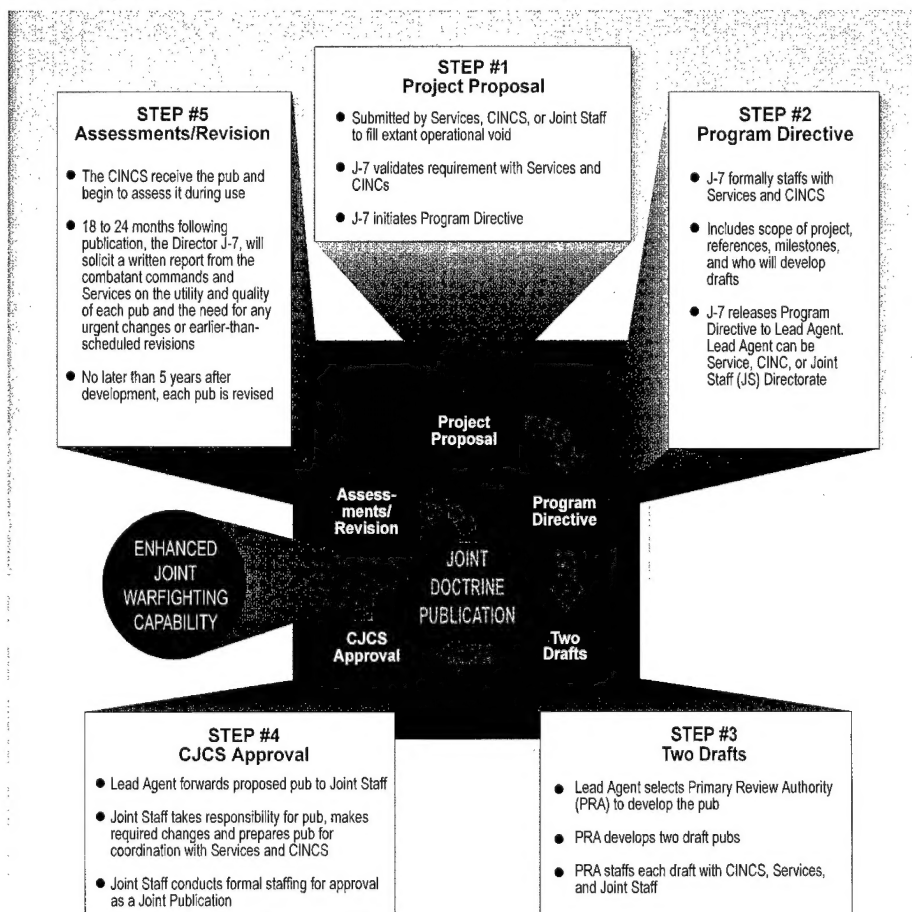 STEP #1
Project Proposal
● Submitted by Services, CINCS, or Joint Staff
to fill extant operational void
● J-7 validates requirement with Services and
CINCs
● J-7 initiates Program Directive
STEP #2
Program Directive
● J-7 formally staffs with
Services and CINCS
● Includes scope of project,
references, milestones,
and who will develop
drafts
● J-7 releases Program
Directive to Lead Agent.
Lead Agent can be
Service, CINC, or Joint
Staff (JS) Directorate
STEP #3
Two Drafts
● Lead Agent selects Primary Review Authority
(PRA) to develop the pub
● PRA develops two draft pubs
● PRA staffs each draft with CINCS, Services,
and Joint Staff
STEP #4
CJCS Approval
● Lead Agent forwards proposed pub to Joint Staff
● Joint Staff takes responsibility for pub, makes
required changes and prepares pub for
coordination with Services and CINCS
● Joint Staff conducts formal staffing for approval
as a Joint Publication
STEP #5
Assessments/Revision
● The CINCS receive the pub and
begin to assess it during use
● 18 to 24 months following
publication, the Director J-7, will
solicit a written report from the
combatant commands and
Services on the utility and quality
of each pub and the need for any
urgent changes or earlier-than-
scheduled revisions
● No later than 5 years after
development, each pub is revised
Project
Proposal
Program
Directive
Two
Drafts
CJCS
Approval
Assess-
ments/
Revision
JOINT
DOCTRINE
PUBLICATION
ENHANCED
JOINT
WARFIGHTING
CAPABILITY